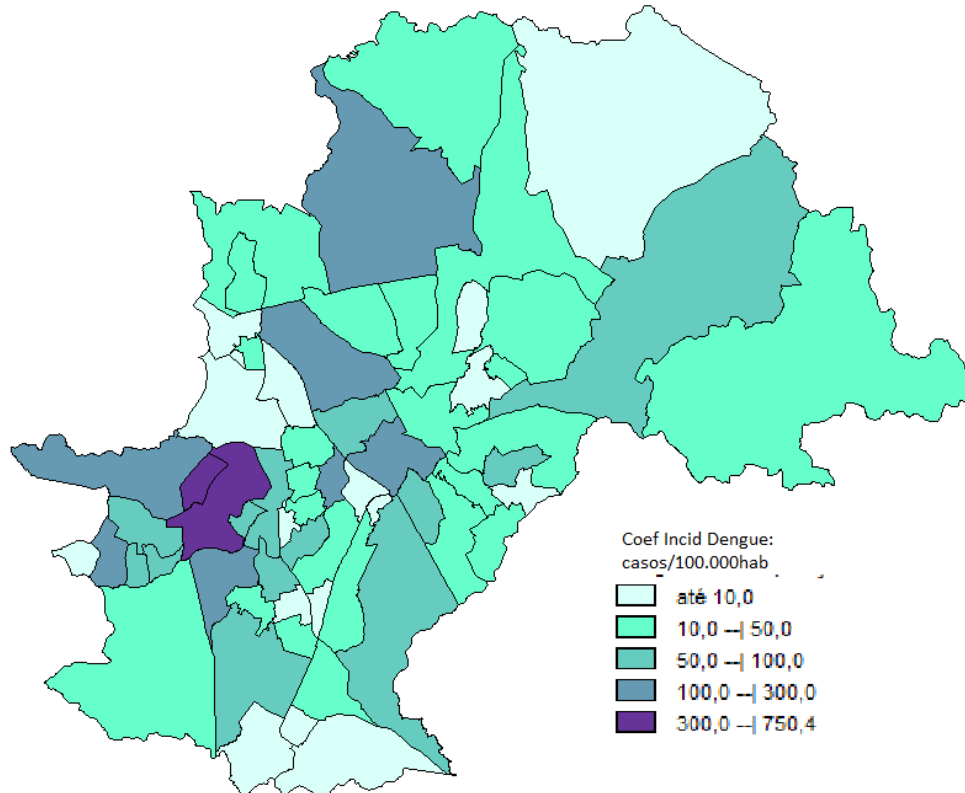 Coef Incid Dengue:
casos/100.000hab
até 10,0
10,0 --| 50,0
50,0 --| 100,0
100,0 --| 300,0
300,0 --| 750,4